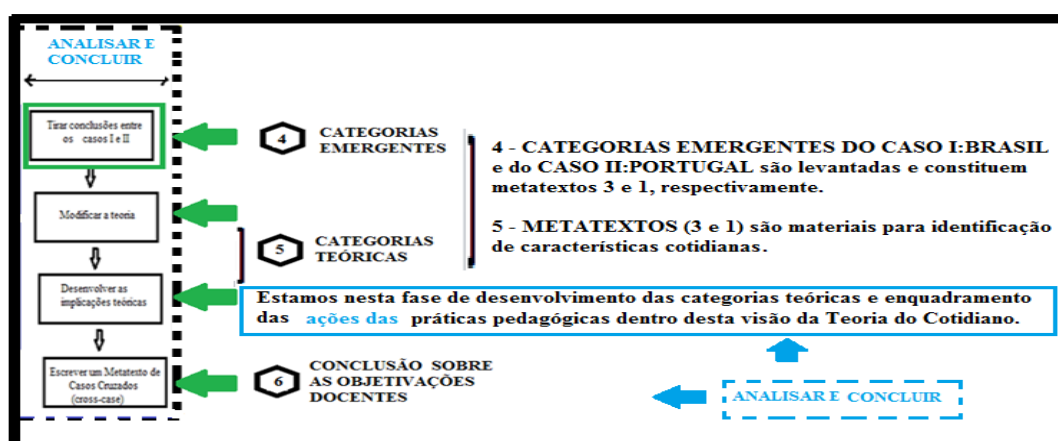 ANALISAR E
CONCLUIR
Tirar conclusões entre
os casos I e II
Modificar a teoria
Desenvolver as
implicações teóricas
Escrever um Metatexto de
Casos Cruzados
(cross-case)
4
CATEGORIAS
EMERGENTES
5
CATEGORIAS
TEÓRICAS
4 - CATEGORIAS EMERGENTES DO CASO I:BRASIL
e do CASO II:PORTUGAL são levantadas e constituem
metatextos 3 e 1, respectivamente.
5 - METATEXTOS (3 e 1) são materiais para identificação
de características cotidianas.
Estamos nesta fase de desenvolvimento das categorias teóricas e enquadramento
das ações das práticas pedagógicas dentro desta visão da Teoria do Cotidiano.
6
CONCLUSÃO SOBRE
AS OBJETIVAÇÕES
DOCENTES
ANALISAR E CONCLUIR